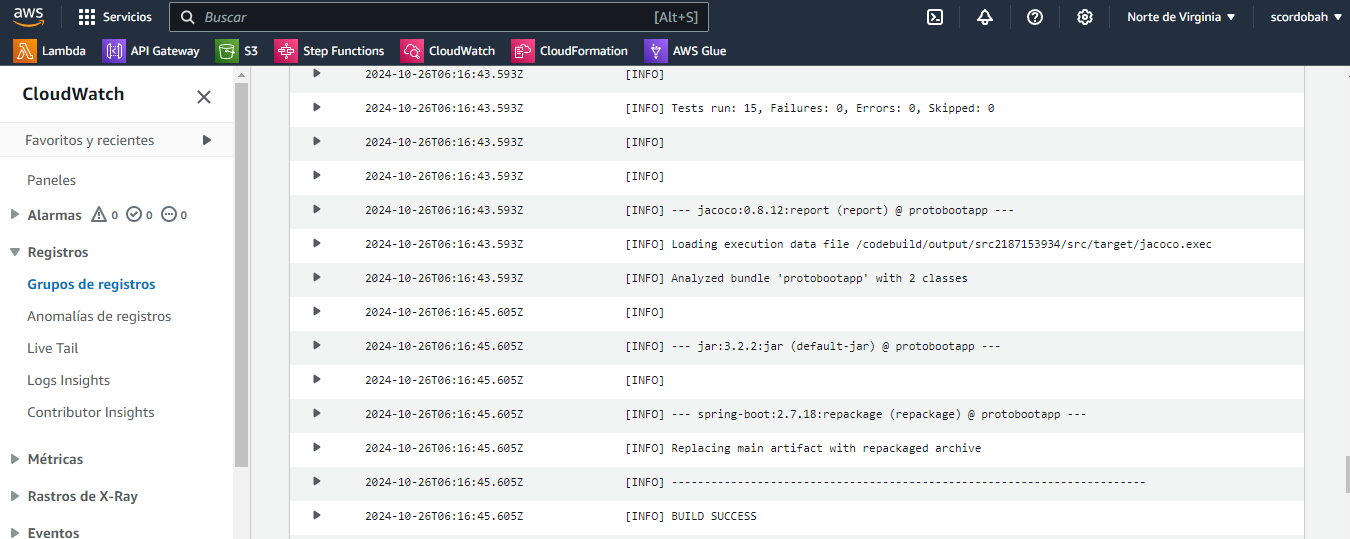 aws
Servicios
Buscar
[Alt+S]
Norte de Virginia
scordobah
Lambda
API Gateway
S3
Step Functions
CloudWatch
CloudFormation
AWS Glue
CloudWatch
Favoritos y recientes
Paneles
Alarmas 0 0 0
Registros
Grupos de registros
Anomalías de registros
Live Tail
Logs Insights
Contributor Insights
Métricas
Rastros de X-Ray
Eventos
2024-10-26T06:16:43.593Z [INFO]
2024-10-26T06:16:43.593Z [INFO] Tests run: 15, Failures: 0, Errors: 0, Skipped: 0
2024-10-26T06:16:43.593Z [INFO]
2024-10-26T06:16:43.593Z [INFO]
2024-10-26T06:16:43.593Z [INFO] --- jacoco:0.8.12:report (report) @ protobootapp ---
2024-10-26T06:16:43.593Z [INFO] Loading execution data file /codebuild/output/src2187153934/src/target/jacoco.exec
2024-10-26T06:16:43.593Z [INFO] Analyzed bundle 'protobootapp' with 2 classes
2024-10-26T06:16:45.605Z [INFO]
2024-10-26T06:16:45.605Z [INFO] --- jar:3.2.2:jar (default-jar) @ protobootapp ---
2024-10-26T06:16:45.605Z [INFO]
2024-10-26T06:16:45.605Z [INFO] --- spring-boot:2.7.18:repackage (repackage) @ protobootapp ---
2024-10-26T06:16:45.605Z [INFO] Replacing main artifact with repackaged archive
2024-10-26T06:16:45.605Z [INFO] ------------------------------------------------------------------------
2024-10-26T06:16:45.605Z [INFO] BUILD SUCCESS